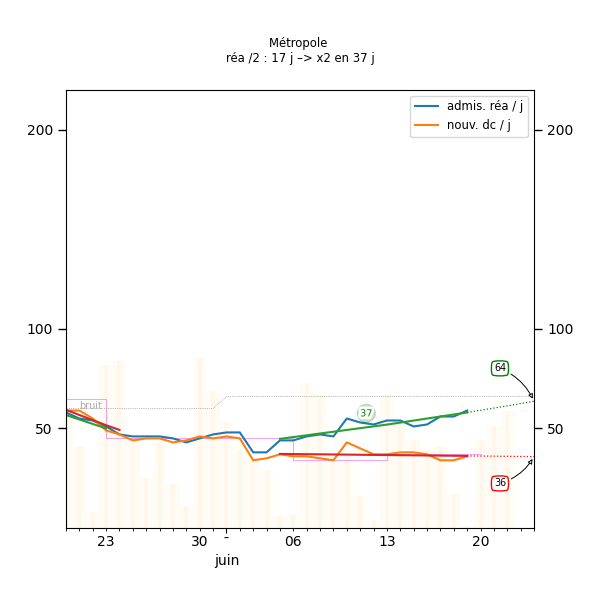 Métropole
réa /2 : 17 j –> x2 en 37 j
admis. réa / j
nouv. dc / j
200
200
100
100
64
bruit
37
50
50
36
23
30
-
06
13
20
juin